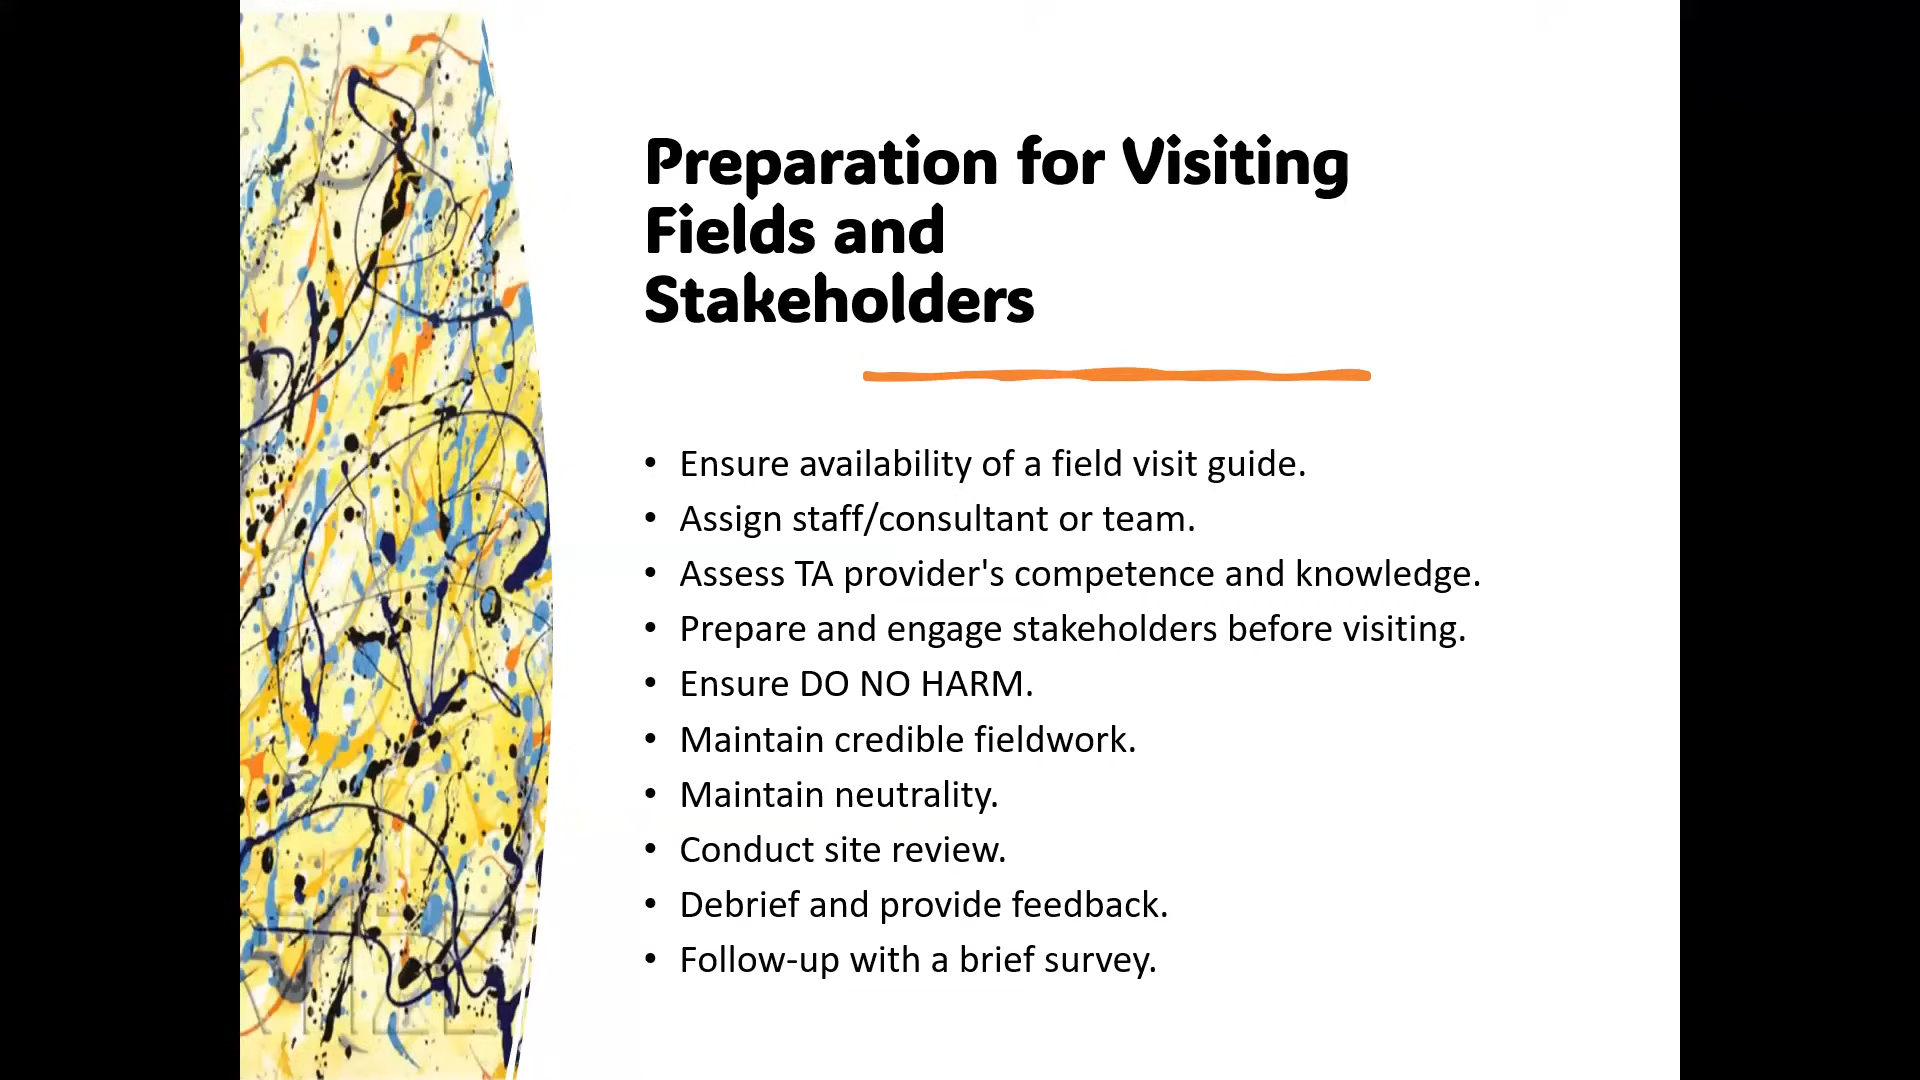 Preparation for Visiting
Fields and
Stakeholders
• Ensure availability of a field visit guide.
• Assign staff/consultant or team.
• Assess TA provider's competence and knowledge.
• Prepare and engage stakeholders before visiting.
• Ensure DO NO HARM.
• Maintain credible fieldwork.
• Maintain neutrality.
• Conduct site review.
• Debrief and provide feedback.
• Follow-up with a brief survey.